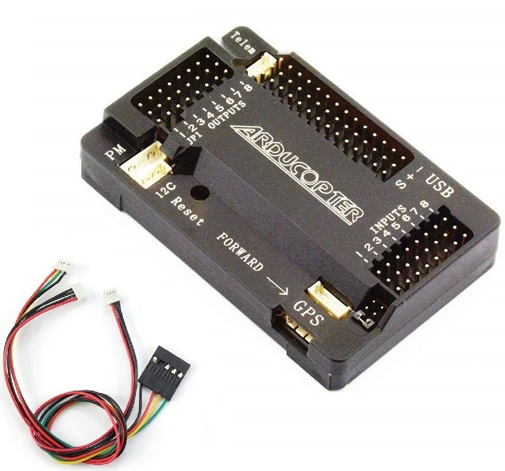 Telem
1 2 3 4 5 6 7 8
JPI OUTPUTS
PM
I2C
Reset
ARDUCOPTER
S + - USB
INPUTS
1 2 3 4 5 6 7 8
FORWARD →
GPS